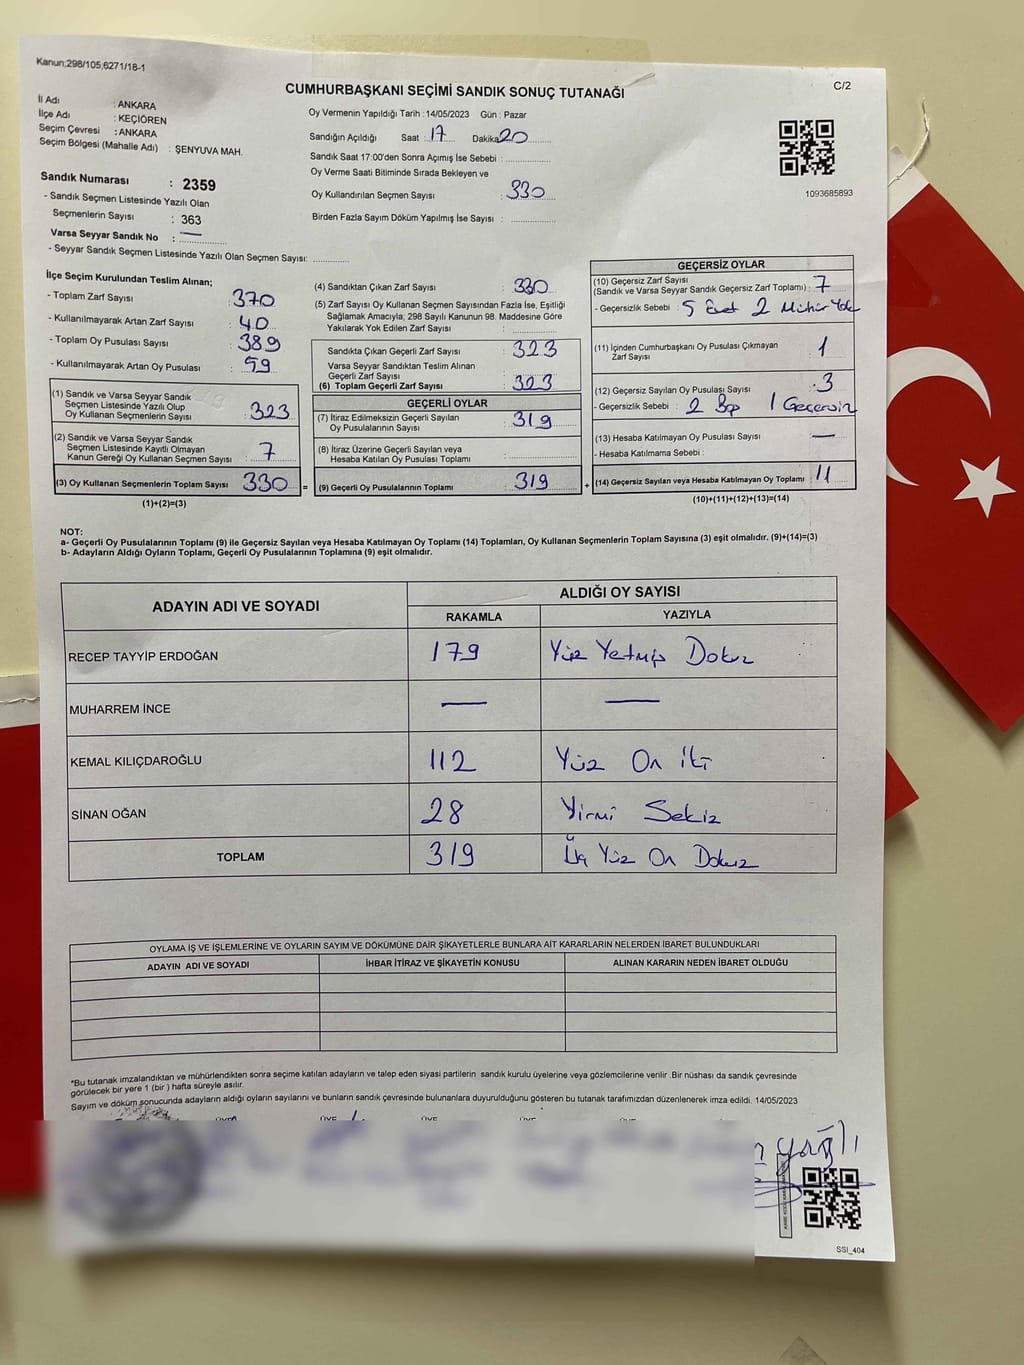 Kanun:298/105,6271/18-1
C/2
CUMHURBAŞKANI SEÇİMİ SANDIK SONUÇ TUTANAĞI
İl Adı : ANKARA
İlçe Adı : KEÇİÖREN
Seçim Çevresi : ANKARA
Seçim Bölgesi (Mahalle Adı) : ŞENYUVA MAH.
Sandık Numarası : 2359
- Sandık Seçmen Listesinde Yazılı Olan
Seçmenlerin Sayısı : 363
Varsa Seyyar Sandık No : —
- Seyyar Sandık Seçmen Listesinde Yazılı Olan Seçmen Sayısı:
Oy Vermenin Yapıldığı Tarih : 14/05/2023 Gün : Pazar
Sandığın Açıldığı Saat : 17 Dakika 20
Sandık Saat 17:00'den Sonra Açımış İse Sebebi :
Oy Verme Saati Bitiminde Sırada Bekleyen ve
Oy Kullandırılan Seçmen Sayısı : 330
Birden Fazla Sayım Döküm Yapılmış İse Sayısı :
1093685893
İlçe Seçim Kurulundan Teslim Alınan;
- Toplam Zarf Sayısı : 370
- Kullanılmayarak Artan Zarf Sayısı : 40
- Toplam Oy Pusulası Sayısı : 389
- Kullanılmayarak Artan Oy Pusulası : 59
(1) Sandık ve Varsa Seyyar Sandık
Seçmen Listesinde Yazılı Olup
Oy Kullanan Seçmenlerin Sayısı : 323
(2) Sandık ve Varsa Seyyar Sandık
Seçmen Listesinde Kayıtlı Olmayan
Kanun Gereği Oy Kullanan Seçmen Sayısı : 7
(3) Oy Kullanan Seçmenlerin Toplam Sayısı : 330
(1)+(2)=(3)
=
(4) Sandıktan Çıkan Zarf Sayısı : 330
(5) Zarf Sayısı Oy Kullanan Seçmen Sayısından Fazla İse, Eşitliği
Sağlamak Amacıyla; 298 Sayılı Kanunun 98. Maddesine Göre
Yakılarak Yok Edilen Zarf Sayısı :
Sandıkta Çıkan Geçerli Zarf Sayısı : 323
Varsa Seyyar Sandıktan Teslim Alınan
Geçerli Zarf Sayısı :
(6) Toplam Geçerli Zarf Sayısı : 323
GEÇERLİ OYLAR
(7) İtiraz Edilmeksizin Geçerli Sayılan
Oy Pusulalarının Sayısı : 319
(8) İtiraz Üzerine Geçerli Sayılan veya
Hesaba Katılan Oy Pusulası Toplamı :
(9) Geçerli Oy Pusulalarının Toplamı : 319
+
GEÇERSİZ OYLAR
(10) Geçersiz Zarf Sayısı
(Sandık ve Varsa Seyyar Sandık Geçersiz Zarf Toplamı) : 7
- Geçersizlik Sebebi : 5 Evet 2 Mühür Yok
(11) İçinden Cumhurbaşkanı Oy Pusulası Çıkmayan
Zarf Sayısı : 1
(12) Geçersiz Sayılan Oy Pusulası Sayısı : 3
- Geçersizlik Sebebi : 2 Boş 1 Geçersiz
(13) Hesaba Katılmayan Oy Pusulası Sayısı : —
- Hesaba Katılmama Sebebi :
(14) Geçersiz Sayılan veya Hesaba Katılmayan Oy Toplamı : 11
(10)+(11)+(12)+(13)=(14)
NOT:
a- Geçerli Oy Pusulalarının Toplamı (9) ile Geçersiz Sayılan veya Hesaba Katılmayan Oy Toplamı (14) Toplamları, Oy Kullanan Seçmenlerin Toplam Sayısına (3) eşit olmalıdır. (9)+(14)=(3)
b- Adayların Aldığı Oyların Toplamı, Geçerli Oy Pusulalarının Toplamına (9) eşit olmalıdır.
ADAYIN ADI VE SOYADI
ALDIĞI OY SAYISI
RAKAMLA YAZIYLA
RECEP TAYYİP ERDOĞAN 179 Yüz Yetmiş Dokuz
MUHARREM İNCE — —
KEMAL KILIÇDAROĞLU 112 Yüz On İki
SİNAN OĞAN 28 Yirmi Sekiz
TOPLAM 319 Üç Yüz On Dokuz
OYLAMA İŞ VE İŞLEMLERİNE VE OYLARIN SAYIM VE DÖKÜMÜNE DAİR ŞİKAYETLERLE BUNLARA AİT KARARLARIN NELERDEN İBARET BULUNDUKLARI
ADAYIN ADI VE SOYADI İHBAR İTİRAZ VE ŞİKAYETİN KONUSU ALINAN KARARIN NEDEN İBARET OLDUĞU
*Bu tutanak imzalandıktan ve mühürlendikten sonra seçime katılan adayların ve talep eden siyasi partilerin sandık kurulu üyelerine veya gözlemcilerine verilir .Bir nüshası da sandık çevresinde
görülecek bir yere 1 (bir ) hafta süreyle asılır.
Sayım ve döküm sonucunda adayların aldığı oyların sayılarını ve bunların sandık çevresinde bulunanlara duyurulduğunu gösteren bu tutanak tarafımızdan düzenlenerek imza edildi. 14/05/2023
ÜYE ÜYE ÜYE ÜYE
SSİ_404